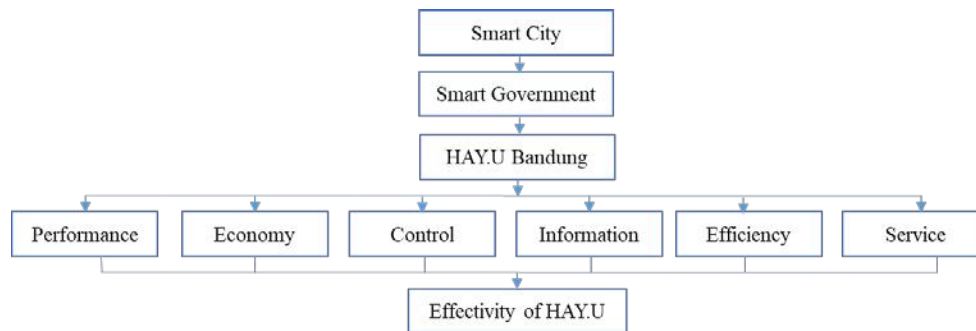 Smart City
Smart Government
HAY.U Bandung
Performance
Economy
Control
Information
Efficiency
Service
Effectivity of HAY.U